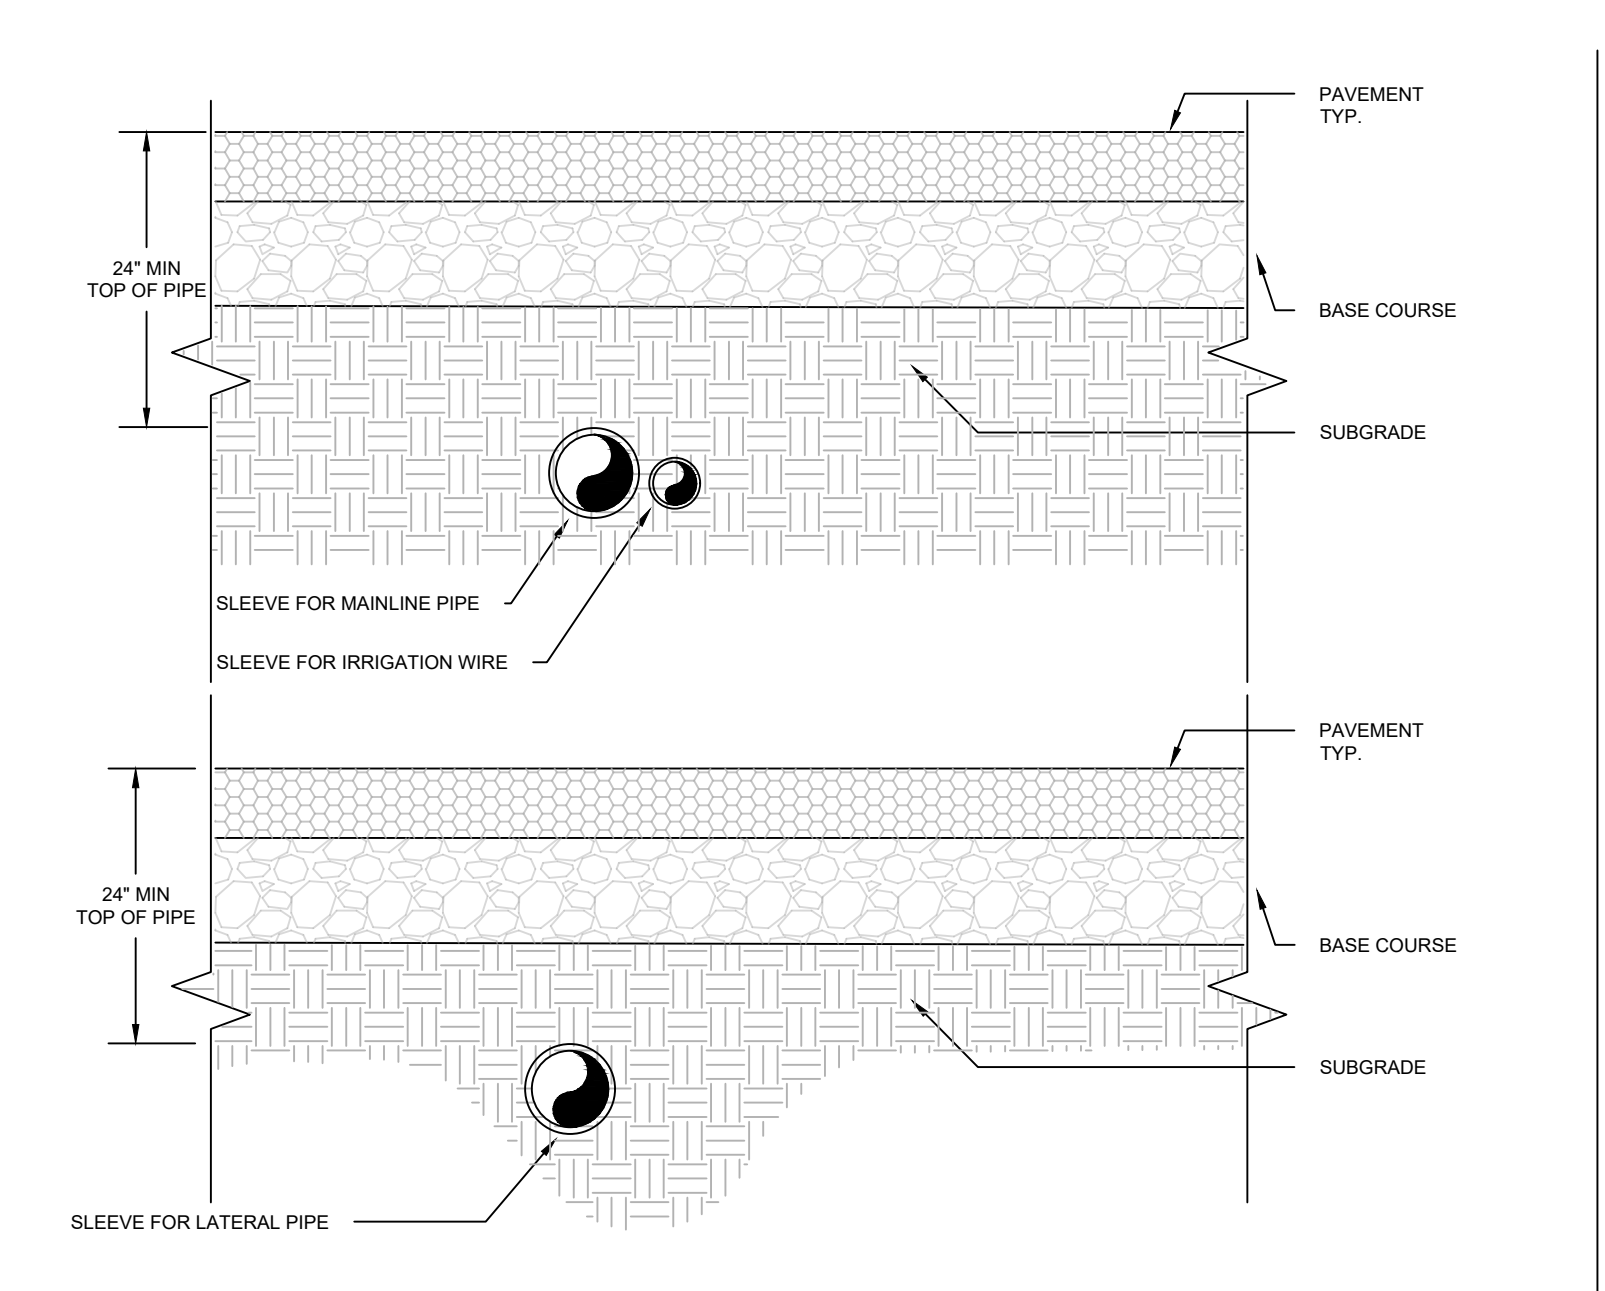 PAVEMENT
TYP.
24" MIN
TOP OF PIPE
BASE COURSE
SUBGRADE
SLEEVE FOR MAINLINE PIPE
SLEEVE FOR IRRIGATION WIRE
PAVEMENT
TYP.
24" MIN
TOP OF PIPE
BASE COURSE
SUBGRADE
SLEEVE FOR LATERAL PIPE